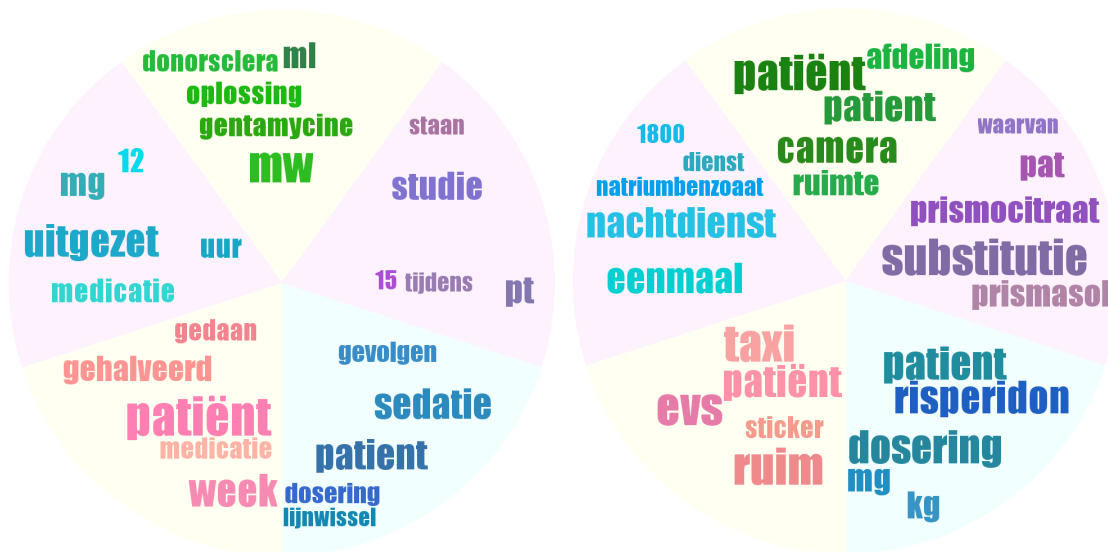 donorsclera ml
oplossing
gentamycine
mw
staan
studie
15 tijdens
pt
12
mg
uitgezet
uur
medicatie
gedaan
gehalveerd
patiënt
medicatie
week
gevolgen
sedatie
patient
dosering
lijnwissel
patiënt afdeling
patient
camera
ruimte
waarvan
pat
prismocitraat
substitutie
prismasol
1800
dienst
natriumbenzoaat
nachtdienst
eenmaal
taxi
patiënt
evs
sticker
ruim
patient
risperidon
dosering
mg
kg